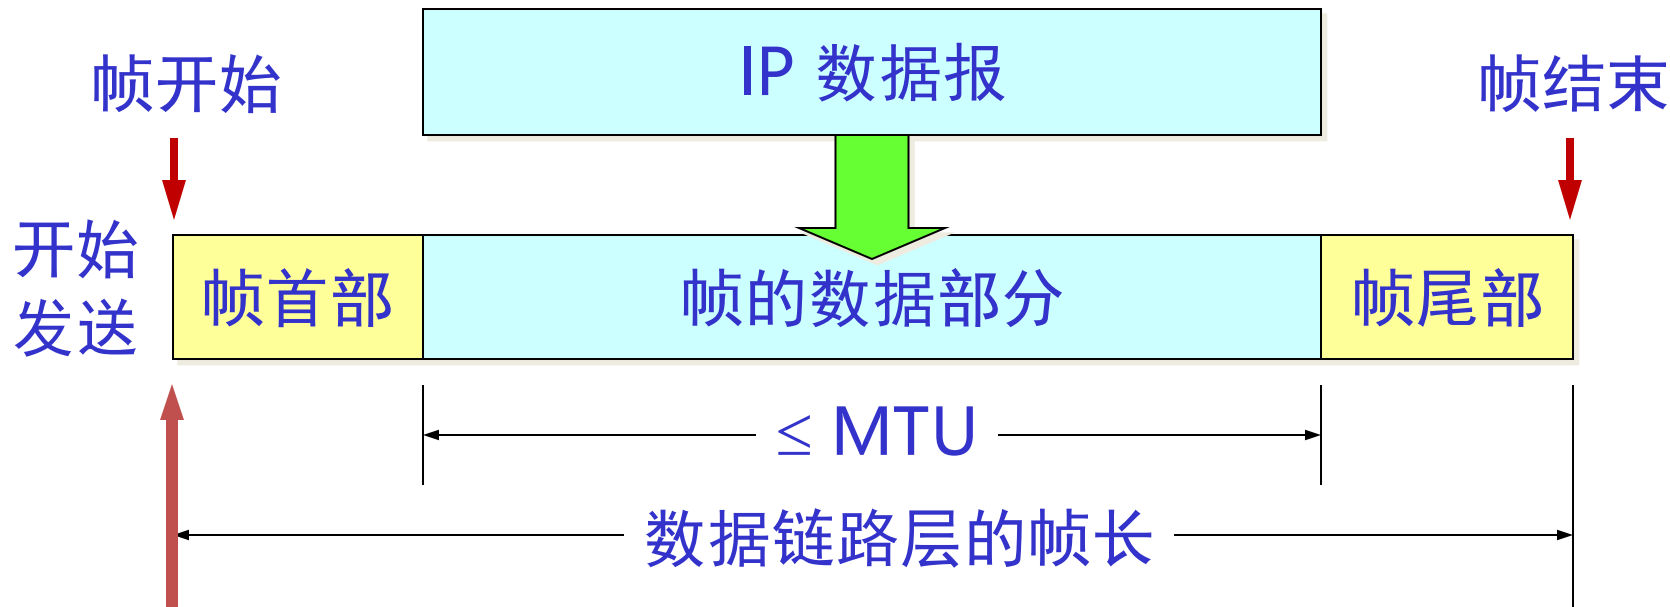 IP 数据报
帧开始
帧结束
开始
发送
帧首部
帧的数据部分
帧尾部
≤ MTU
数据链路层的帧长